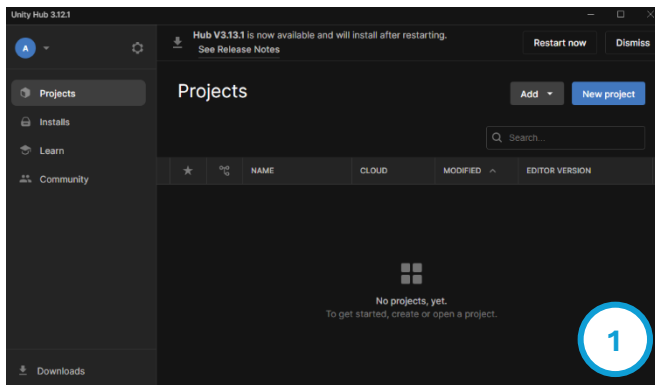 Unity Hub 3.12.1
A
Hub V3.13.1 is now available and will install after restarting.
See Release Notes
Restart now
Dismiss
Projects
Installs
Learn
Community
Downloads
Projects
Add
New project
Search...
NAME
CLOUD
MODIFIED
EDITOR VERSION
No projects, yet.
To get started, create or open a project.
1